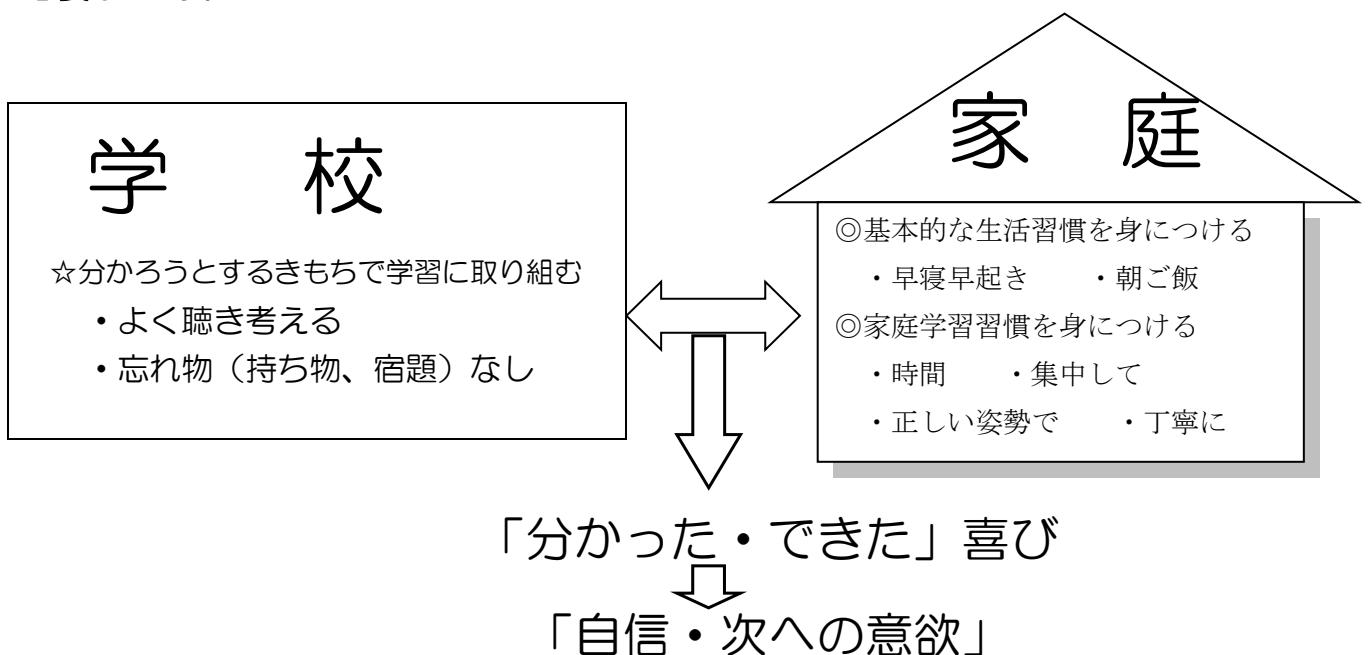 学　校
☆分かろうとするきもちで学習に取り組む
・よく聴き考える
・忘れ物（持ち物、宿題）なし
家　庭
◎基本的な生活習慣を身につける
・早寝早起き　　・朝ご飯
◎家庭学習習慣を身につける
・時間　　・集中して
・正しい姿勢で　　・丁寧に
「分かった・できた」喜び
「自信・次への意欲」